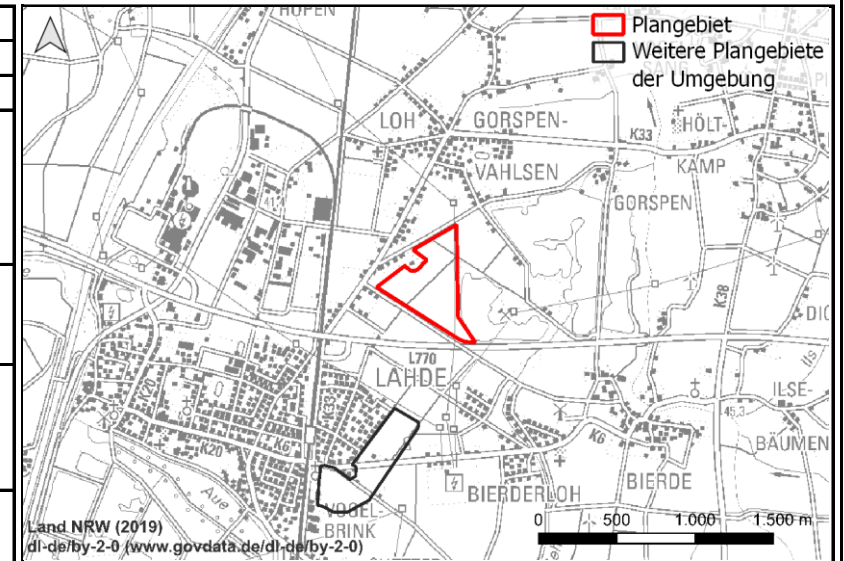 HOPEN
Plangebiet
Weitere Plangebiete
der Umgebung
LOH
GORSPEN-
K33
HÖLT-
KAMP
VAHLSEN
GORSPEN
K38
L770
LAHDE
K20
K33
K6
K20
Aue
45,3
ILSE-
BÄUMEN
K6
BIERDE
BIERDERLOH
VOGEL-
BRINK
0 500 1.000 1.500 m
Land NRW (2019)
dl-de/by-2-0 (www.govdata.de/dl-de/by-2-0)